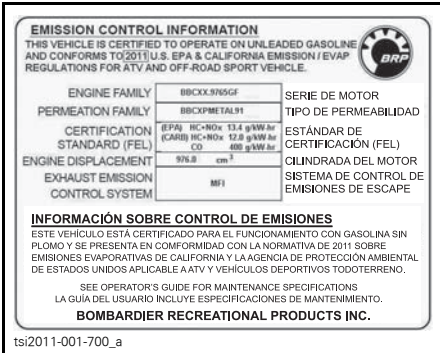 EMISSION CONTROL INFORMATION
THIS VEHICLE IS CERTIFIED TO OPERATE ON UNLEADED GASOLINE
AND CONFORMS TO 2011 U.S. EPA & CALIFORNIA EMISSION / EVAP
REGULATIONS FOR ATV AND OFF-ROAD SPORT VEHICLE.
BRP
ENGINE FAMILY BBCXX.9765GF SERIE DE MOTOR
PERMEATION FAMILY BBCXPMETAL91 TIPO DE PERMEABILIDAD
CERTIFICATION (EPA) HC+NOx 13.4 g/kW-hr ESTÁNDAR DE
STANDARD (FEL) (CARB) HC+NOx 12.0 g/kW-hr CERTIFICACIÓN (FEL)
CO 400 g/kW-hr
ENGINE DISPLACEMENT 976.0 cm³ CILINDRADA DEL MOTOR
EXHAUST EMISSION MFI SISTEMA DE CONTROL DE
CONTROL SYSTEM EMISIONES DE ESCAPE
INFORMACIÓN SOBRE CONTROL DE EMISIONES
ESTE VEHÍCULO ESTÁ CERTIFICADO PARA EL FUNCIONAMIENTO CON GASOLINA SIN
PLOMO Y SE PRESENTA EN COMFORMIDAD CON LA NORMATIVA DE 2011 SOBRE
EMISIONES EVAPORATIVAS DE CALIFORNIA Y LA AGENCIA DE PROTECCIÓN AMBIENTAL
DE ESTADOS UNIDOS APLICABLE A ATV Y VEHÍCULOS DEPORTIVOS TODOTERRENO.
SEE OPERATOR'S GUIDE FOR MAINTENANCE SPECIFICATIONS
LA GUÍA DEL USUARIO INCLUYE ESPECIFICACIONES DE MANTENIMIENTO.
BOMBARDIER RECREATIONAL PRODUCTS INC.
tsi2011-001-700_a